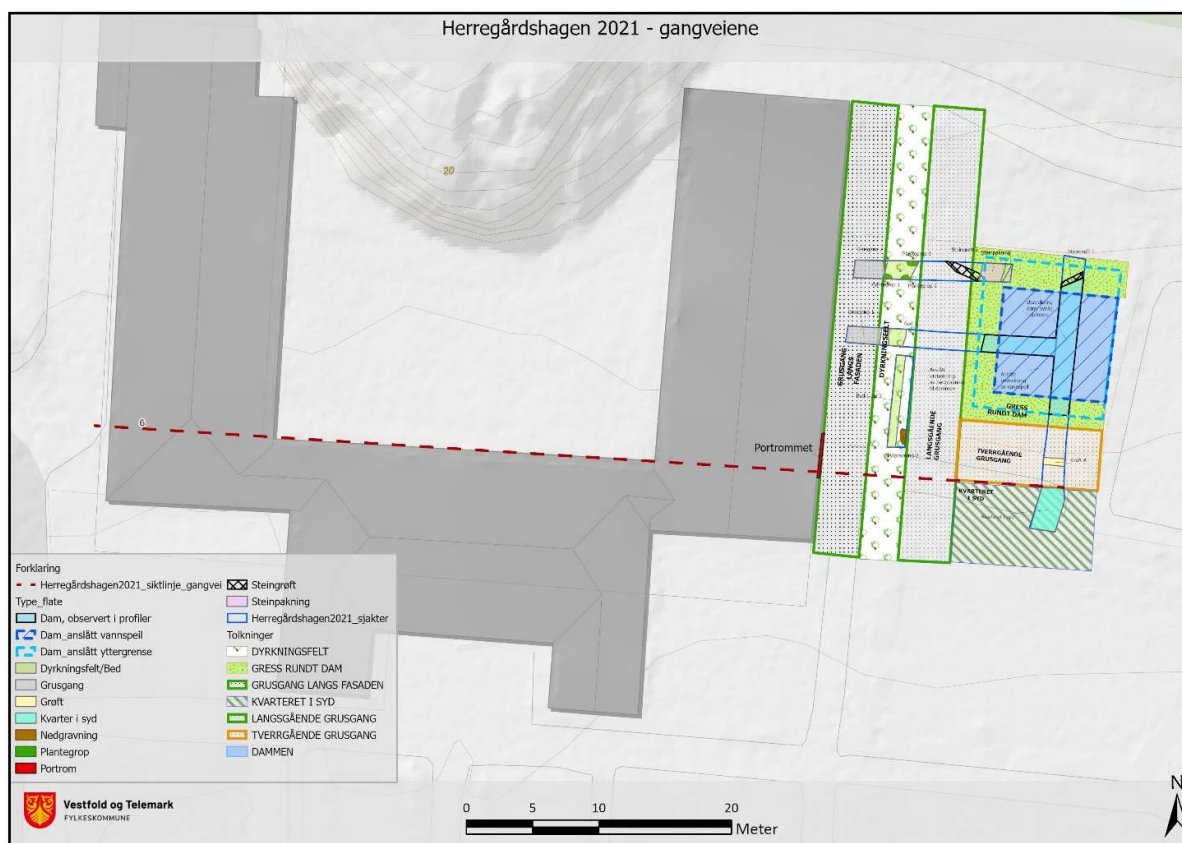 Herregårdshagen 2021 - gangveiene
20
6
Portrommet
GRUSGANG
LANGS
FASADEN
DYRKNINGSFELT
LANGSGÅENDE
GRUSGANG
GRESS
RUNDT DAM
TVERRGÅENDE
GRUSGANG
KVARTERET
I SYD
Forklaring
Herregårdshagen2021_siktlinje_gangvei
Type_flate
Dam, observert i profiler
Dam_anslått vannspeil
Dam_anslått yttergrense
Dyrkningsfelt/Bed
Grusgang
Grøft
Kvarter i syd
Nedgravning
Plantegrop
Portrom
Steingrøft
Steinpakning
Herregårdshagen2021_sjakter
Tolkninger
DYRKNINGSFELT
GRESS RUNDT DAM
GRUSGANG LANGS FASADEN
KVARTERET I SYD
LANGSGÅENDE GRUSGANG
TVERRGÅENDE GRUSGANG
DAMMEN
Vestfold og Telemark
FYLKESKOMMUNE
0 5 10 20
Meter
N